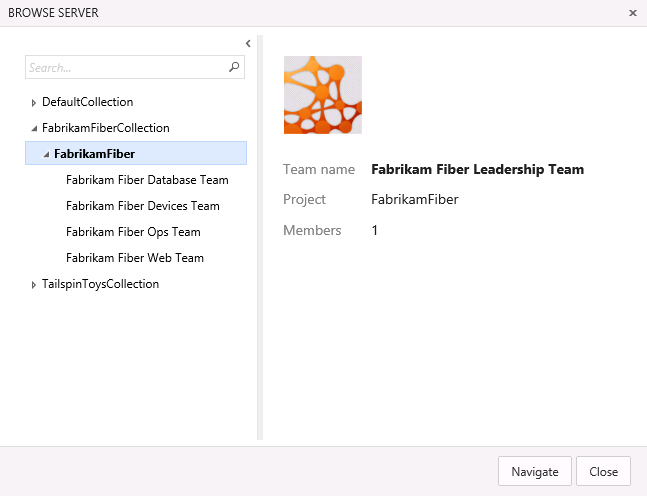 BROWSE SERVER
Search...
DefaultCollection
FabrikamFiberCollection
FabrikamFiber
Fabrikam Fiber Database Team
Fabrikam Fiber Devices Team
Fabrikam Fiber Ops Team
Fabrikam Fiber Web Team
TailspinToysCollection
Team name Fabrikam Fiber Leadership Team
Project FabrikamFiber
Members 1
Navigate Close